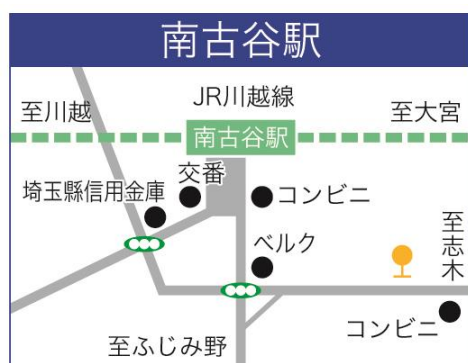 南古谷駅
JR川越線
至川越
至大宮
南古谷駅
交番
埼玉縣信用金庫
コンビニ
ベルク
至志木
コンビニ
至ふじみ野